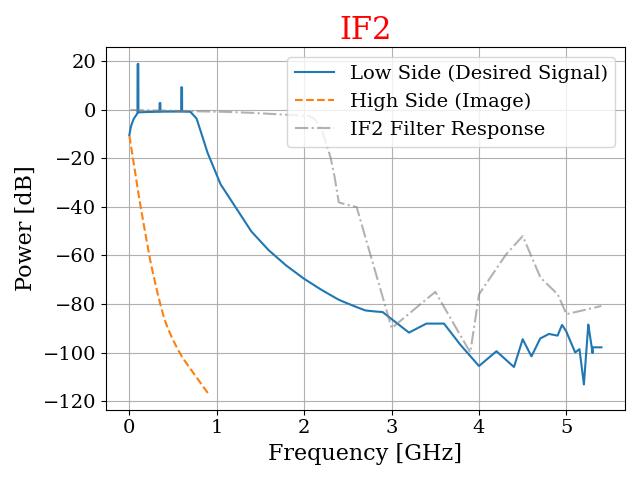 IF2
Low Side (Desired Signal)
High Side (Image)
IF2 Filter Response
Power [dB]
20
0
−20
−40
−60
−80
−100
−120
0 1 2 3 4 5
Frequency [GHz]